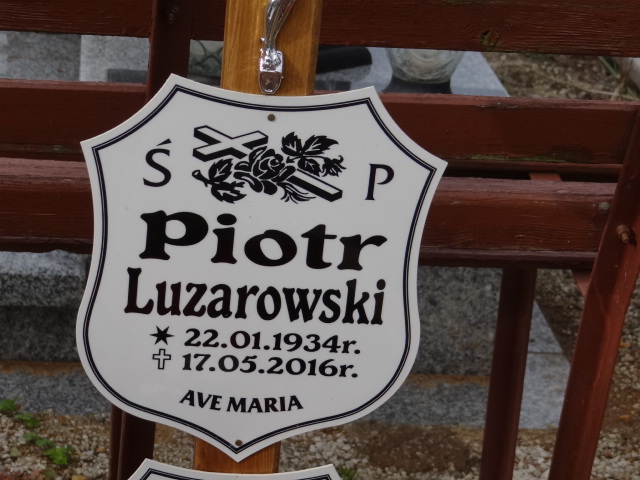 Ś P
Piotr
Luzarowski
✶ 22.01.1934r.
✝ 17.05.2016r.
AVE MARIA